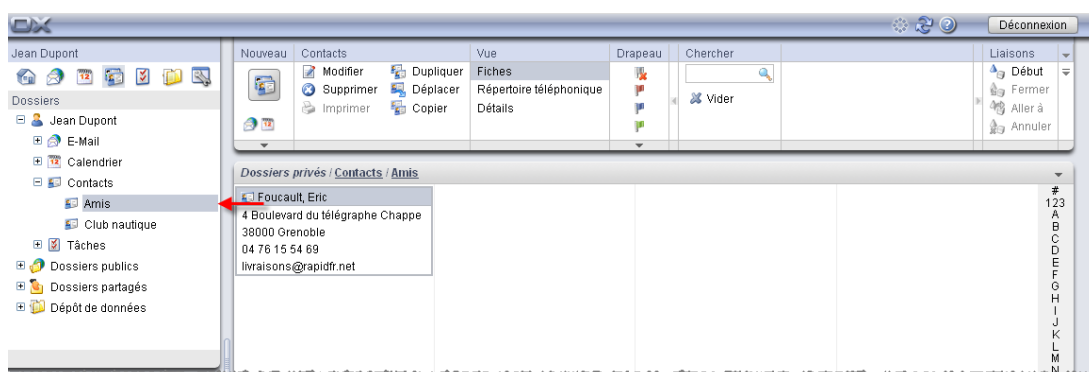 OX
Déconnexion
Jean Dupont
Dossiers
Jean Dupont
E-Mail
12 Calendrier
Contacts
Amis
Club nautique
Tâches
Dossiers publics
Dossiers partagés
Dépôt de données
Nouveau Contacts Vue Drapeau Chercher Liaisons
Modifier Dupliquer Fiches Début
Supprimer Déplacer Répertoire téléphonique Vider Fermer
Imprimer Copier Détails Aller à
Annuler
Dossiers privés / Contacts / Amis
Foucault, Eric
4 Boulevard du télégraphe Chappe
38000 Grenoble
04 76 15 54 69
livraisons@rapidfr.net
#
123
A
B
C
D
E
F
G
H
I
J
K
L
M
N